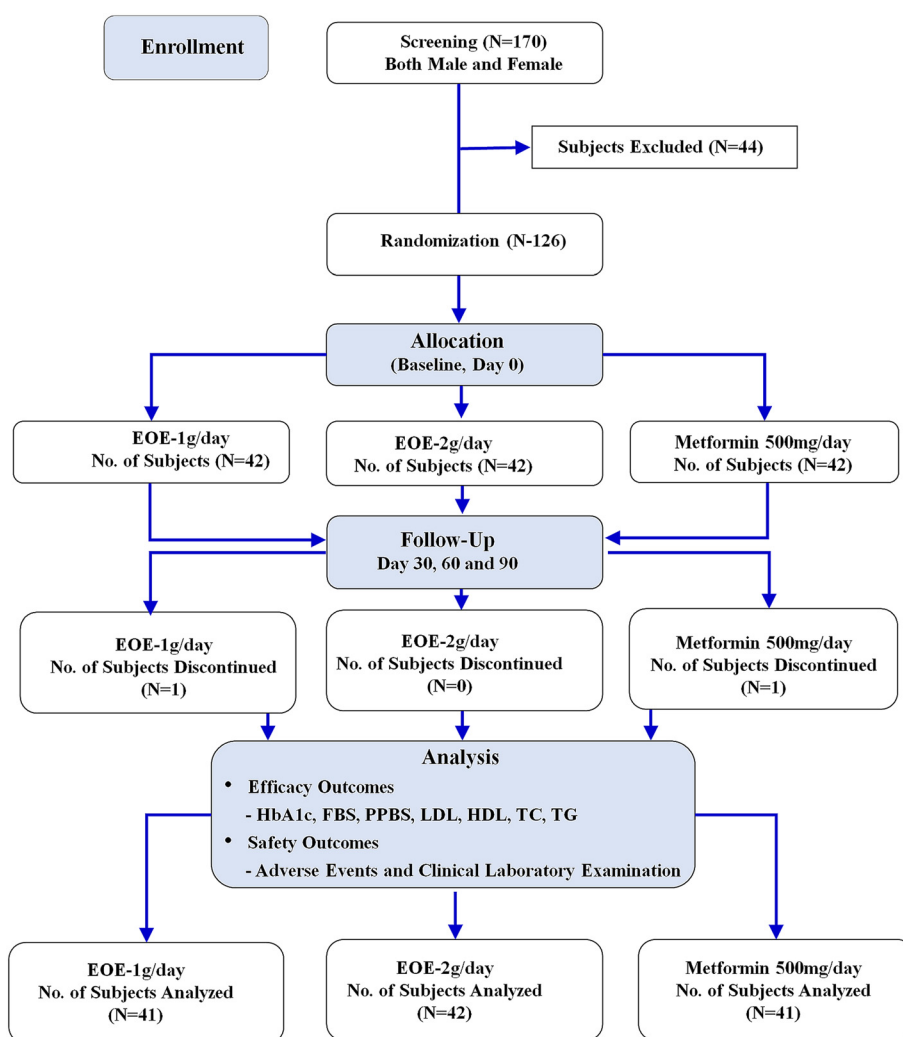 Enrollment
Screening (N=170)
Both Male and Female
Subjects Excluded (N=44)
Randomization (N-126)
Allocation
(Baseline, Day 0)
EOE-1g/day
No. of Subjects (N=42)
EOE-2g/day
No. of Subjects (N=42)
Metformin 500mg/day
No. of Subjects (N=42)
Follow-Up
Day 30, 60 and 90
EOE-1g/day
No. of Subjects Discontinued
(N=1)
EOE-2g/day
No. of Subjects Discontinued
(N=0)
Metformin 500mg/day
No. of Subjects Discontinued
(N=1)
Analysis
• Efficacy Outcomes
- HbA1c, FBS, PPBS, LDL, HDL, TC, TG
• Safety Outcomes
- Adverse Events and Clinical Laboratory Examination
EOE-1g/day
No. of Subjects Analyzed
(N=41)
EOE-2g/day
No. of Subjects Analyzed
(N=42)
Metformin 500mg/day
No. of Subjects Analyzed
(N=41)